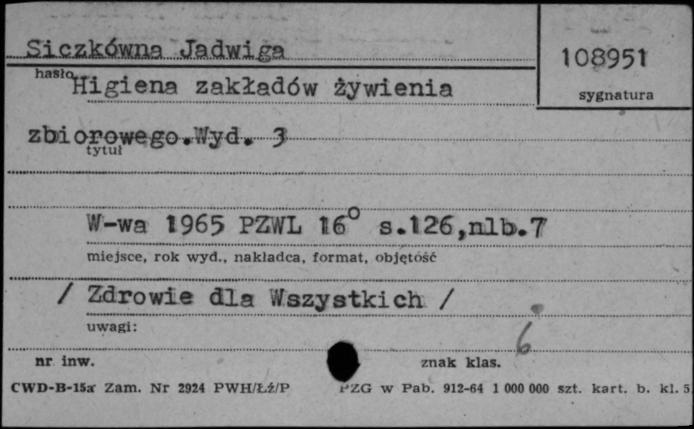 Siczkówna Jadwiga
108951
hasło
Higiena zakładów żywienia
sygnatura
zbiorowego.Wyd. 3
tytuł
W-wa 1965 PZWL 16° s.126,nlb.7
miejsce, rok wyd., nakładca, format, objętość
/ Zdrowie dla Wszystkich /
uwagi:
6
nr inw.
znak klas.
CWD-B-15a Zam. Nr 2924 PWH/Łź/P PZG w Pab. 912-64 1 000 000 szt. kart. b. kl. 5